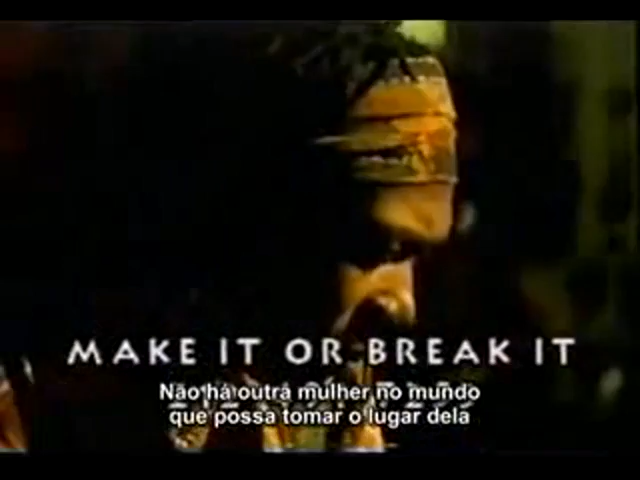 MAKE IT OR BREAK IT
Não há outra mulher no mundo
que possa tomar o lugar dela